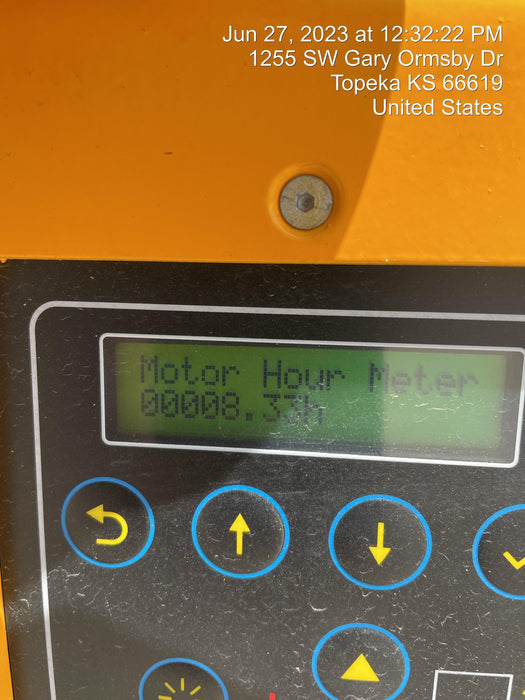 Jun 27, 2023 at 12:32:22 PM
1255 SW Gary Ormsby Dr
Topeka KS 66619
United States
Motor Hour Meter
00008.33h